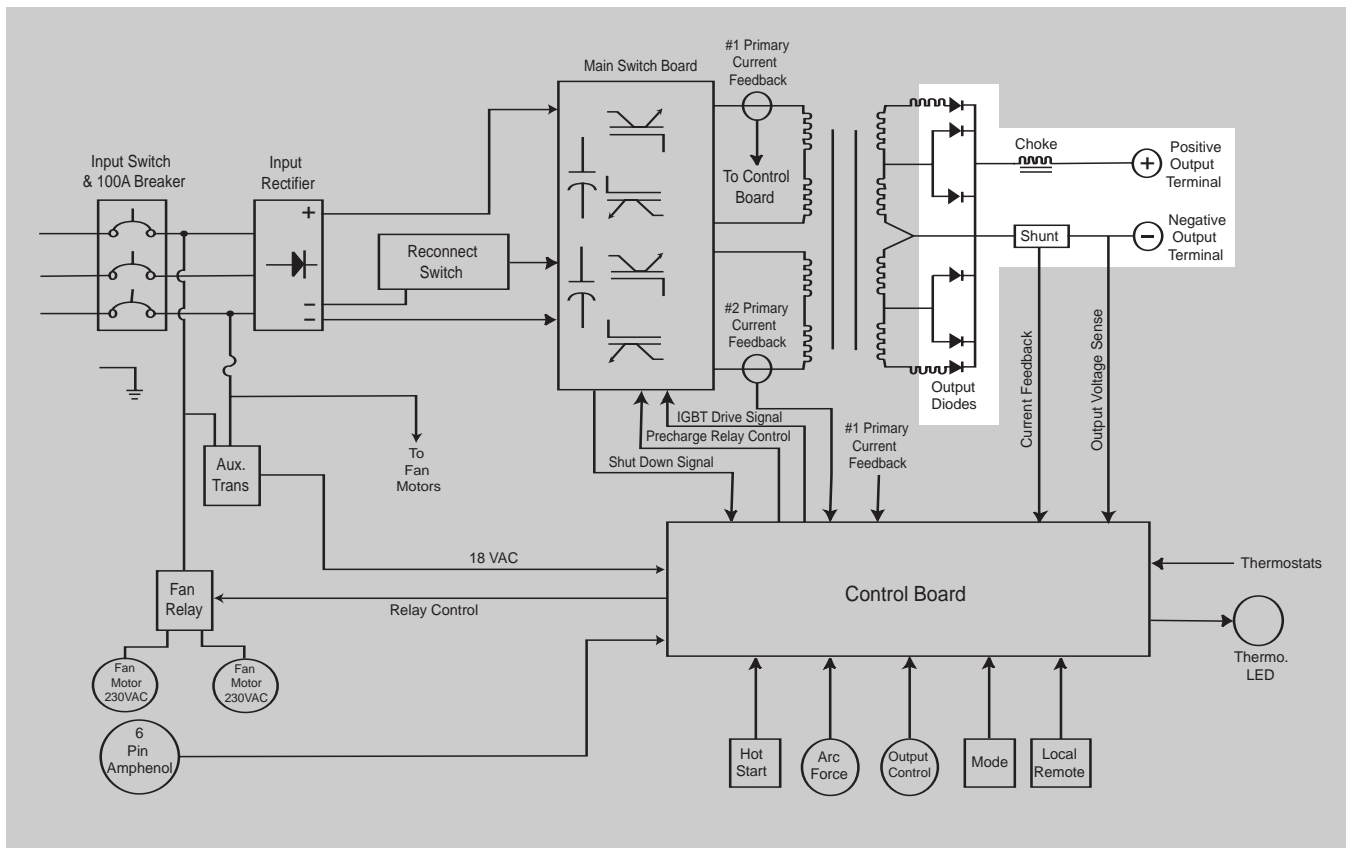 #1 Primary
Current
Feedback
Main Switch Board
Input Switch
& 100A Breaker
Input
Rectifier
+
−
−
Reconnect
Switch
To Control
Board
Choke
+
Positive
Output
Terminal
Shunt
−
Negative
Output
Terminal
#2 Primary
Current
Feedback
Output
Diodes
Current Feedback
Output Voltage Sense
IGBT Drive Signal
Precharge Relay Control
Shut Down Signal
#1 Primary
Current
Feedback
Aux.
Trans
To
Fan
Motors
18 VAC
Fan
Relay
Relay Control
Control Board
Thermostats
Thermo.
LED
Fan
Motor
230VAC
Fan
Motor
230VAC
6
Pin
Amphenol
Hot
Start
Arc
Force
Output
Control
Mode
Local
Remote